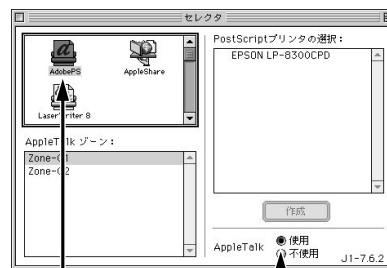 セレクタ
AdobePS
AppleShare
LaserWriter 8
AppleTalk ゾーン：
Zone-01
Zone-02
PostScriptプリンタの選択：
EPSON LP-8300CPD
作成
AppleTalk
使用
不使用
J1-7.6.2